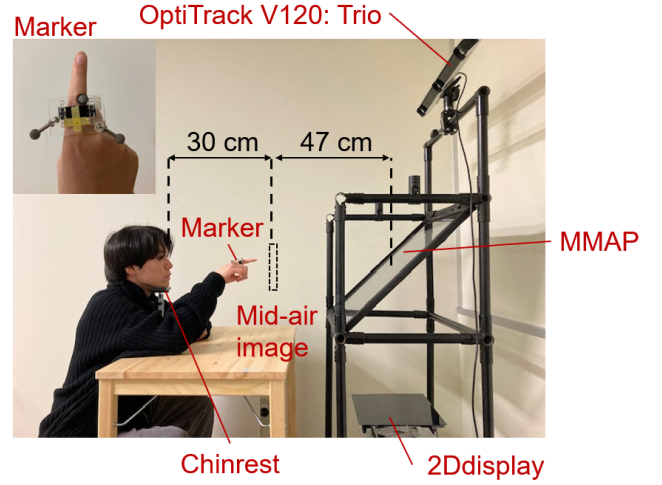 OptiTrack V120: Trio
Marker
30 cm
47 cm
Marker
MMAP
Mid-air
image
Chinrest
2Ddisplay